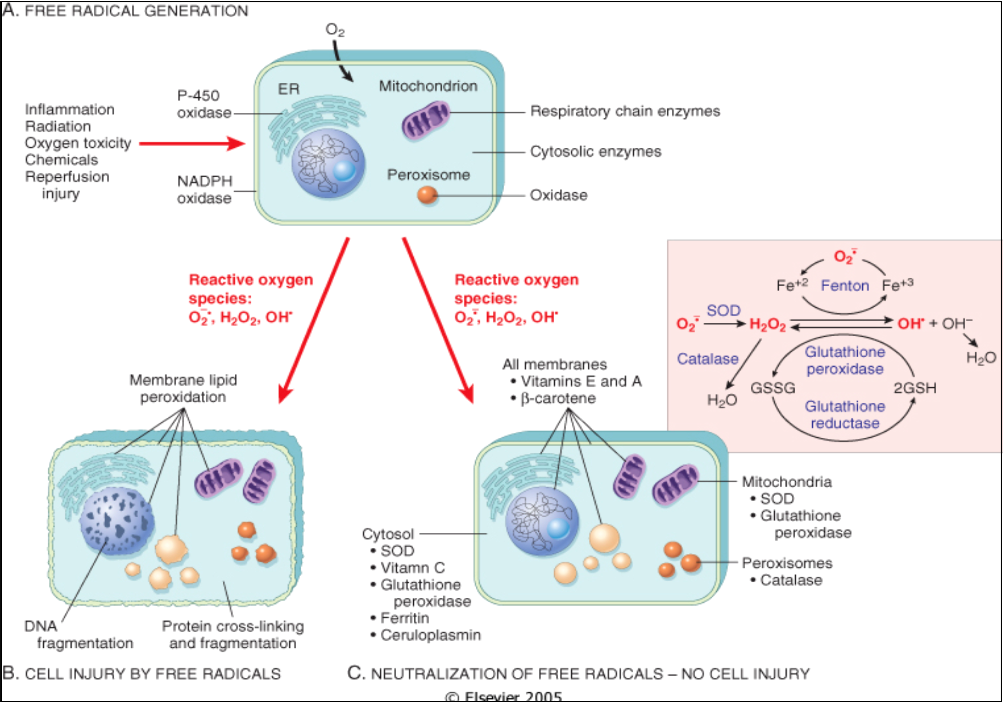 A. FREE RADICAL GENERATION
O₂
Inflammation
Radiation
Oxygen toxicity
Chemicals
Reperfusion
injury
P-450
oxidase
NADPH
oxidase
ER
Mitochondrion
Peroxisome
Respiratory chain enzymes
Cytosolic enzymes
Oxidase
Reactive oxygen
species:
O₂⁻•, H₂O₂, OH•
Reactive oxygen
species:
O₂⁻•, H₂O₂, OH•
O₂⁻•
Fe⁺² Fenton Fe⁺³
O₂⁻• SOD H₂O₂ OH• + OH⁻
H₂O
Catalase
H₂O
Glutathione
peroxidase
GSSG 2GSH
Glutathione
reductase
Membrane lipid
peroxidation
DNA
fragmentation
Protein cross-linking
and fragmentation
B. CELL INJURY BY FREE RADICALS
All membranes
• Vitamins E and A
• β-carotene
Cytosol
• SOD
• Vitamn C
• Glutathione
peroxidase
• Ferritin
• Ceruloplasmin
Mitochondria
• SOD
• Glutathione
peroxidase
Peroxisomes
• Catalase
C. NEUTRALIZATION OF FREE RADICALS – NO CELL INJURY
© Elsevier 2005